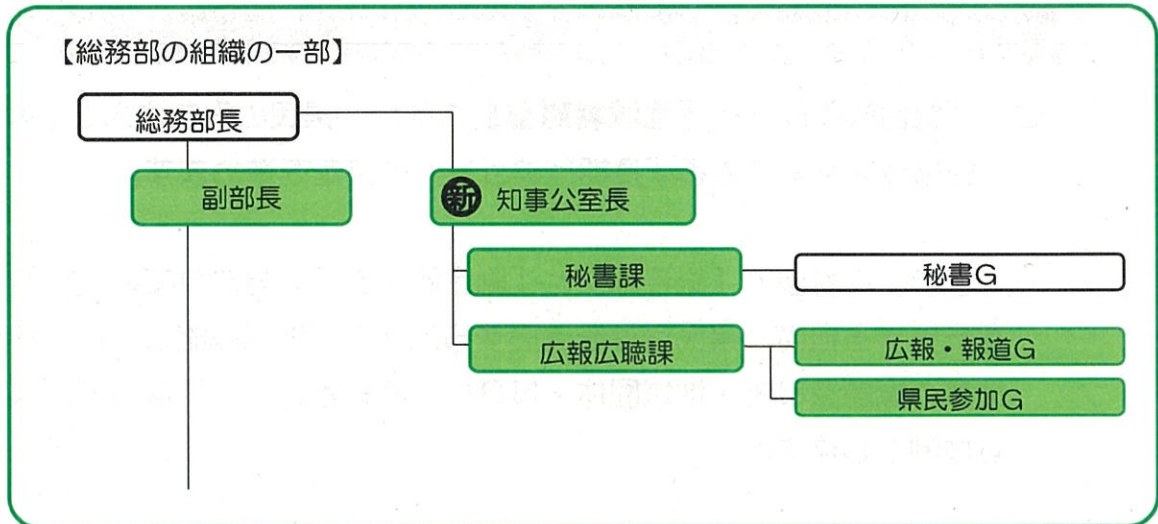 【総務部の組織の一部】
総務部長
副部長
新 知事公室長
秘書課
秘書G
広報広聴課
広報・報道G
県民参加G